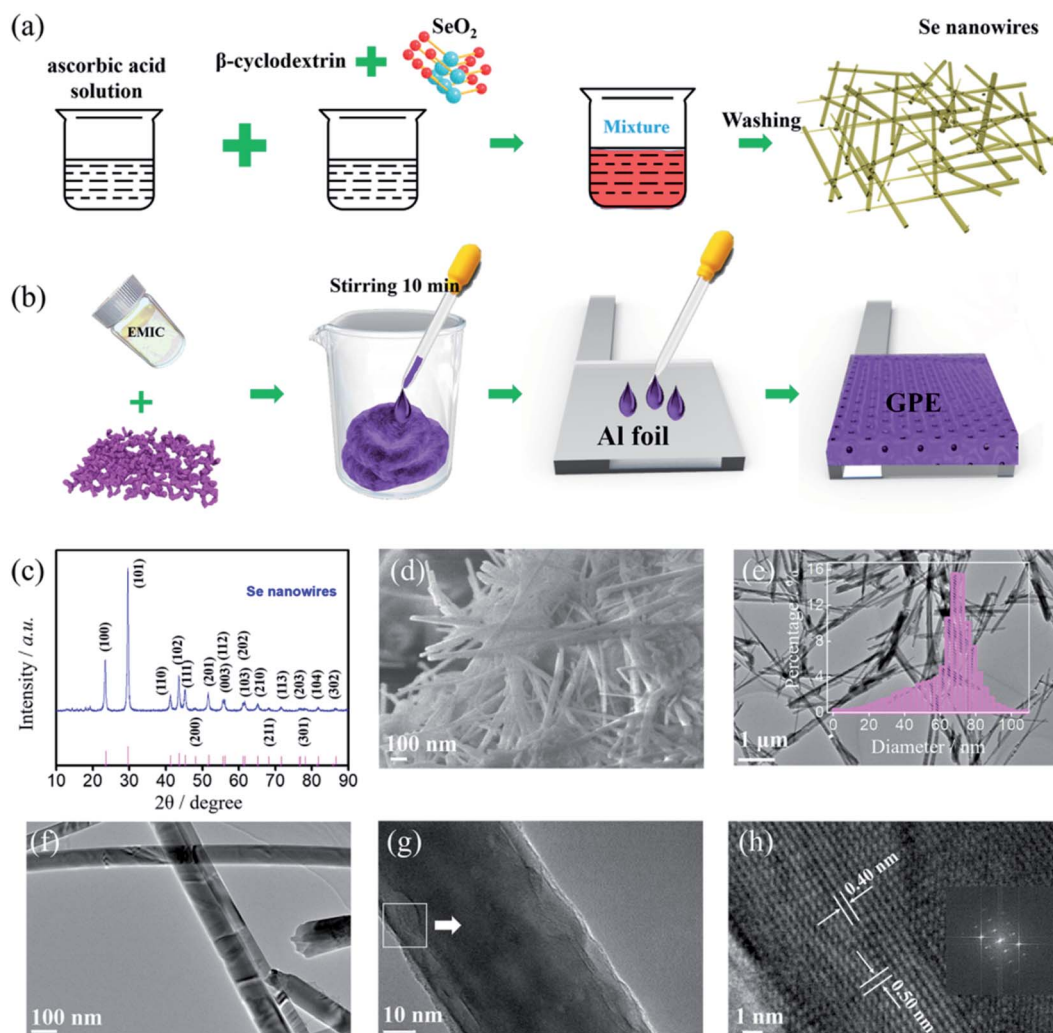 (a)
ascorbic acid
solution
β-cyclodextrin
SeO2
Mixture
Washing
Se nanowires
(b)
EMIC
Stirring 10 min
Al foil
GPE
(c)
Intensity / a.u.
Se nanowires
(100)
(101)
(110)
(102)
(111)
(200)
(201)
(003)
(112)
(103)
(202)
(210)
(211)
(113)
(301)
(203)
(104)
(302)
10 20 30 40 50 60 70 80 90
2θ / degree
(d)
100 nm
(e)
Percentage / %
16
12
8
4
0
0 20 40 60 80 100
Diameter / nm
1 μm
(f)
100 nm
(g)
10 nm
(h)
0.40 nm
0.50 nm
1 nm